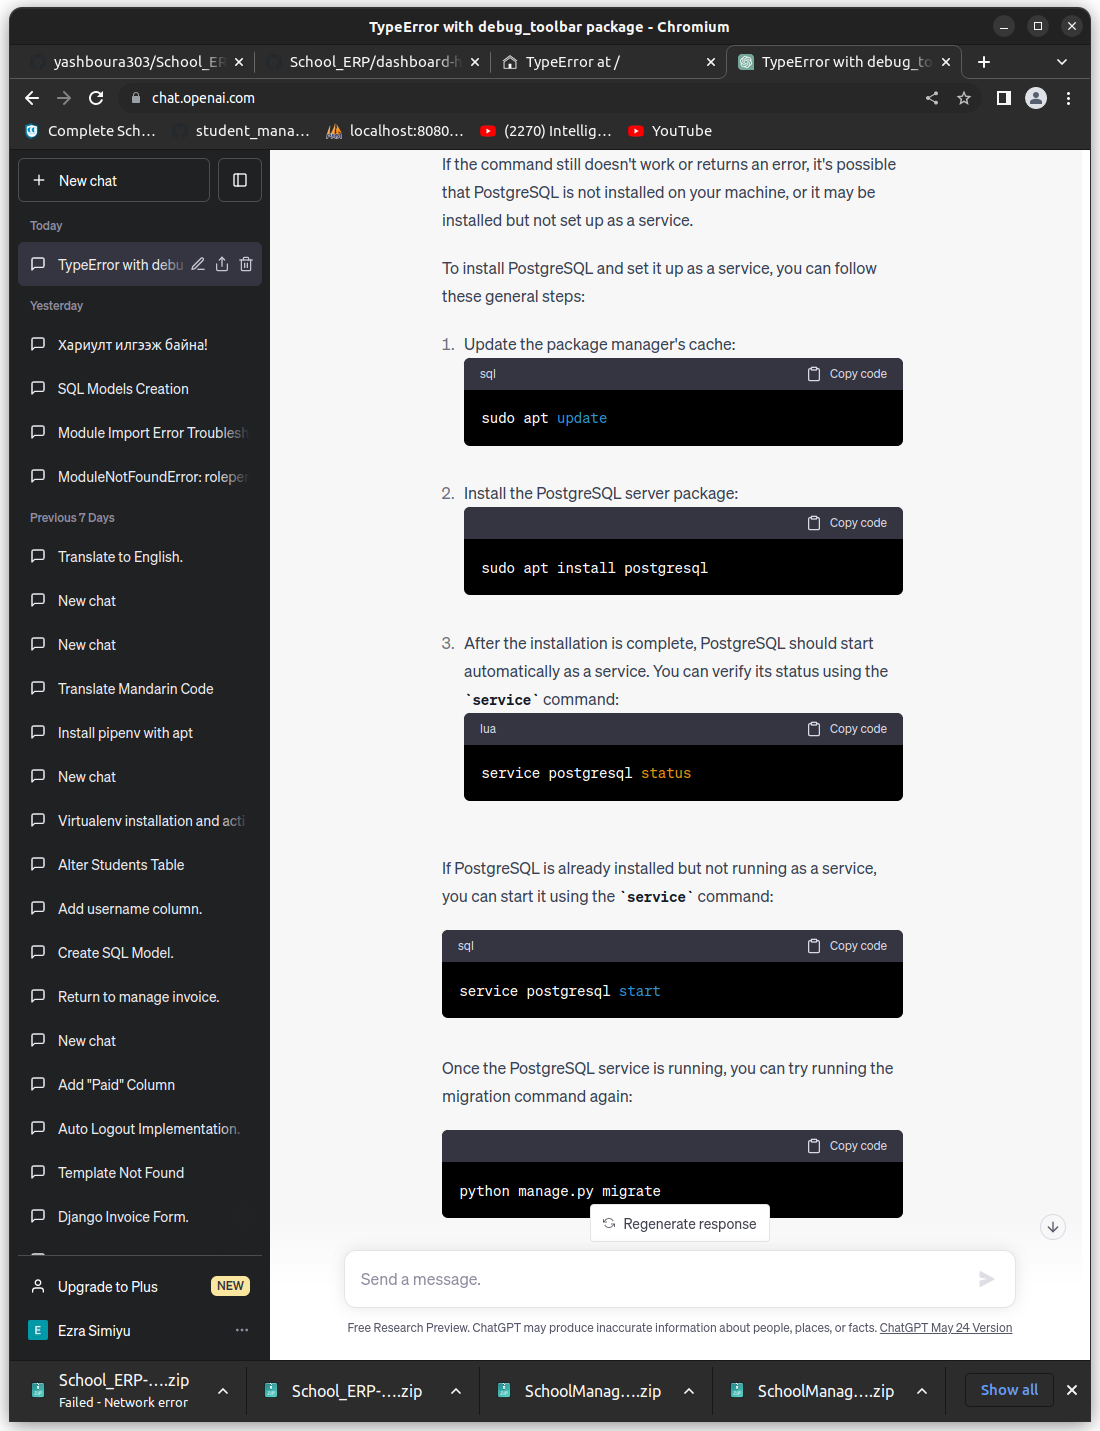 TypeError with debug_toolbar package - Chromium
yashboura303/School_ER
School_ERP/dashboard-h
TypeError at /
TypeError with debug_to
chat.openai.com
Complete Sch...
student_mana...
localhost:8080...
(2270) Intellig...
YouTube
New chat
Today
TypeError with debu
Yesterday
Хариулт илгээж байна!
SQL Models Creation
Module Import Error Troublesh
ModuleNotFoundError: rolepe
Previous 7 Days
Translate to English.
New chat
New chat
Translate Mandarin Code
Install pipenv with apt
New chat
Virtualenv installation and acti
Alter Students Table
Add username column.
Create SQL Model.
Return to manage invoice.
New chat
Add "Paid" Column
Auto Logout Implementation.
Template Not Found
Django Invoice Form.
Upgrade to Plus
NEW
E
Ezra Simiyu
If the command still doesn't work or returns an error, it's possible
that PostgreSQL is not installed on your machine, or it may be
installed but not set up as a service.
To install PostgreSQL and set it up as a service, you can follow
these general steps:
1. Update the package manager's cache:
sql
Copy code
sudo apt update
2. Install the PostgreSQL server package:
Copy code
sudo apt install postgresql
3. After the installation is complete, PostgreSQL should start
automatically as a service. You can verify its status using the
`service` command:
lua
Copy code
service postgresql status
If PostgreSQL is already installed but not running as a service,
you can start it using the `service` command:
sql
Copy code
service postgresql start
Once the PostgreSQL service is running, you can try running the
migration command again:
Copy code
python manage.py migrate
Regenerate response
Send a message.
Free Research Preview. ChatGPT may produce inaccurate information about people, places, or facts. ChatGPT May 24 Version
School_ERP-....zip
Failed - Network error
School_ERP-....zip
SchoolManag....zip
SchoolManag....zip
Show all